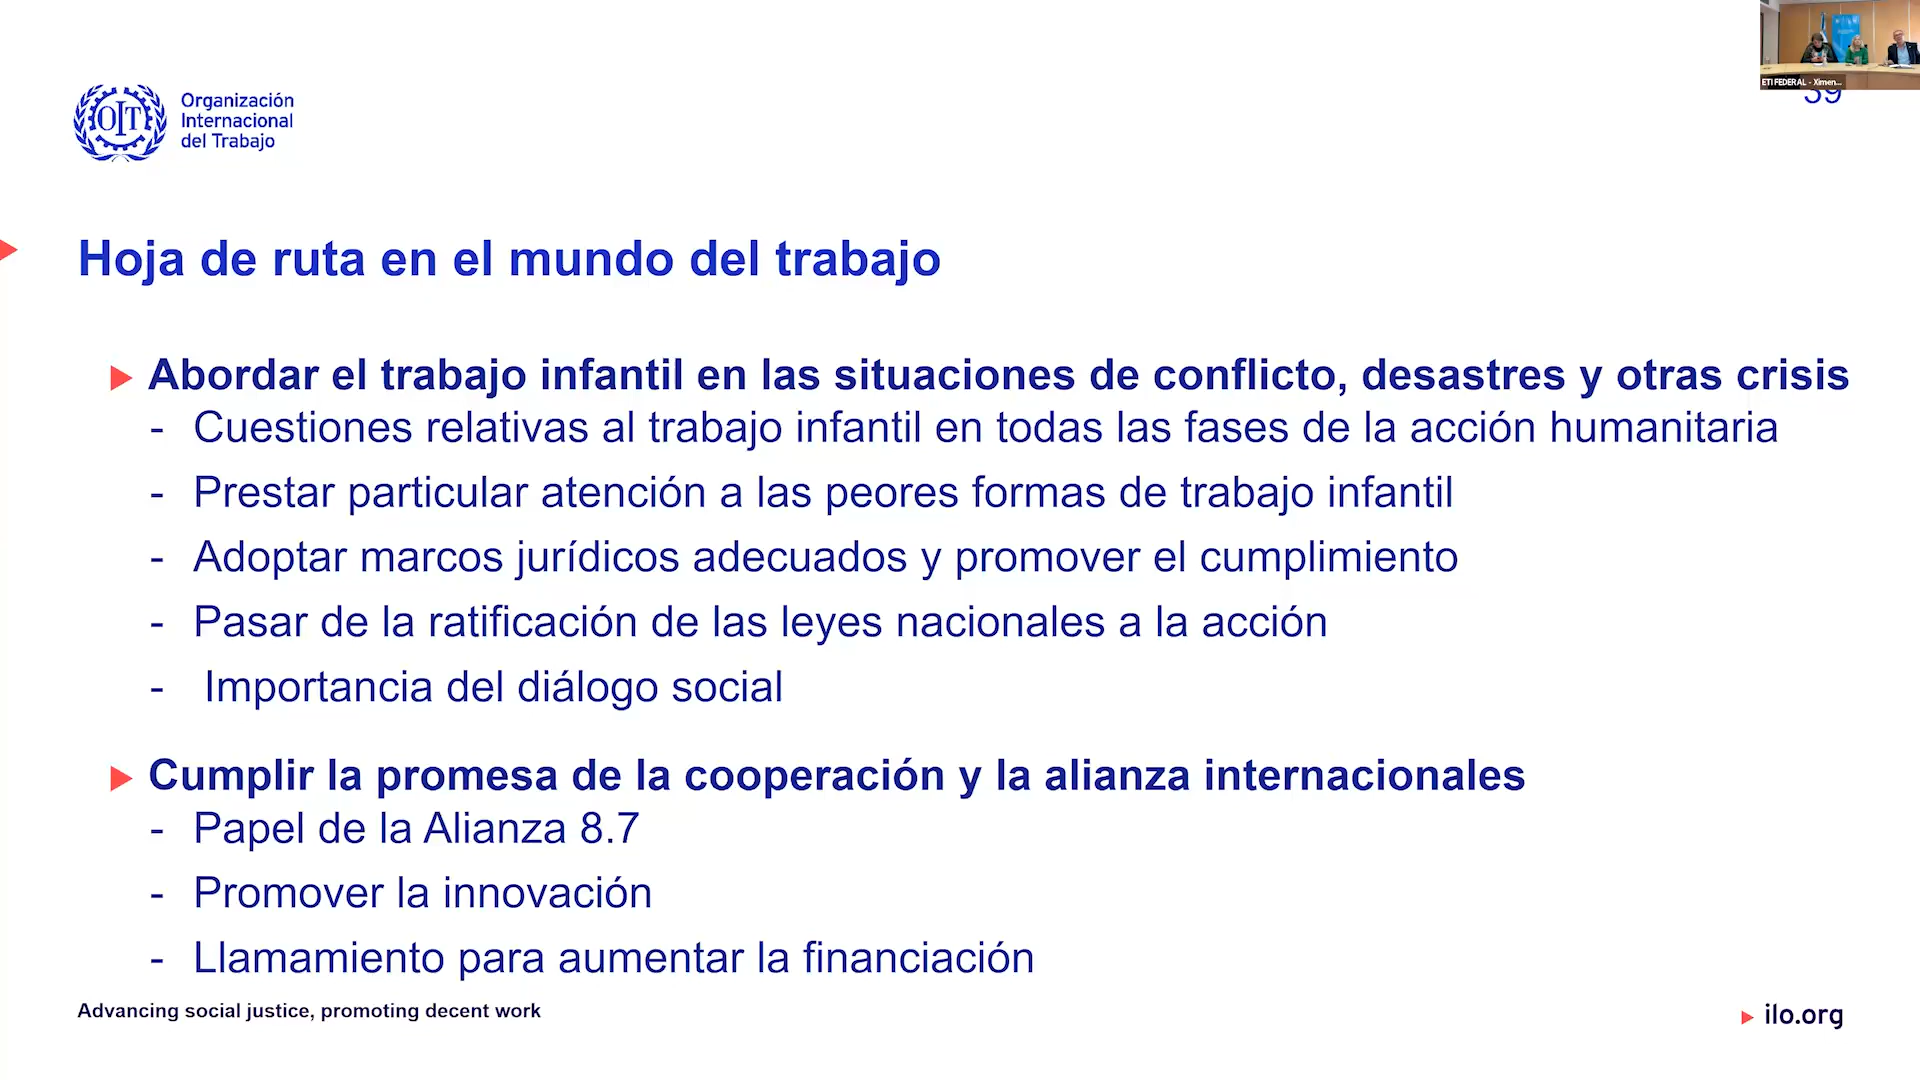 ETI FEDERAL - Ximen...
39
OIT
Organización
Internacional
del Trabajo
Hoja de ruta en el mundo del trabajo
Abordar el trabajo infantil en las situaciones de conflicto, desastres y otras crisis
- Cuestiones relativas al trabajo infantil en todas las fases de la acción humanitaria
- Prestar particular atención a las peores formas de trabajo infantil
- Adoptar marcos jurídicos adecuados y promover el cumplimiento
- Pasar de la ratificación de las leyes nacionales a la acción
- Importancia del diálogo social
Cumplir la promesa de la cooperación y la alianza internacionales
- Papel de la Alianza 8.7
- Promover la innovación
- Llamamiento para aumentar la financiación
Advancing social justice, promoting decent work
ilo.org